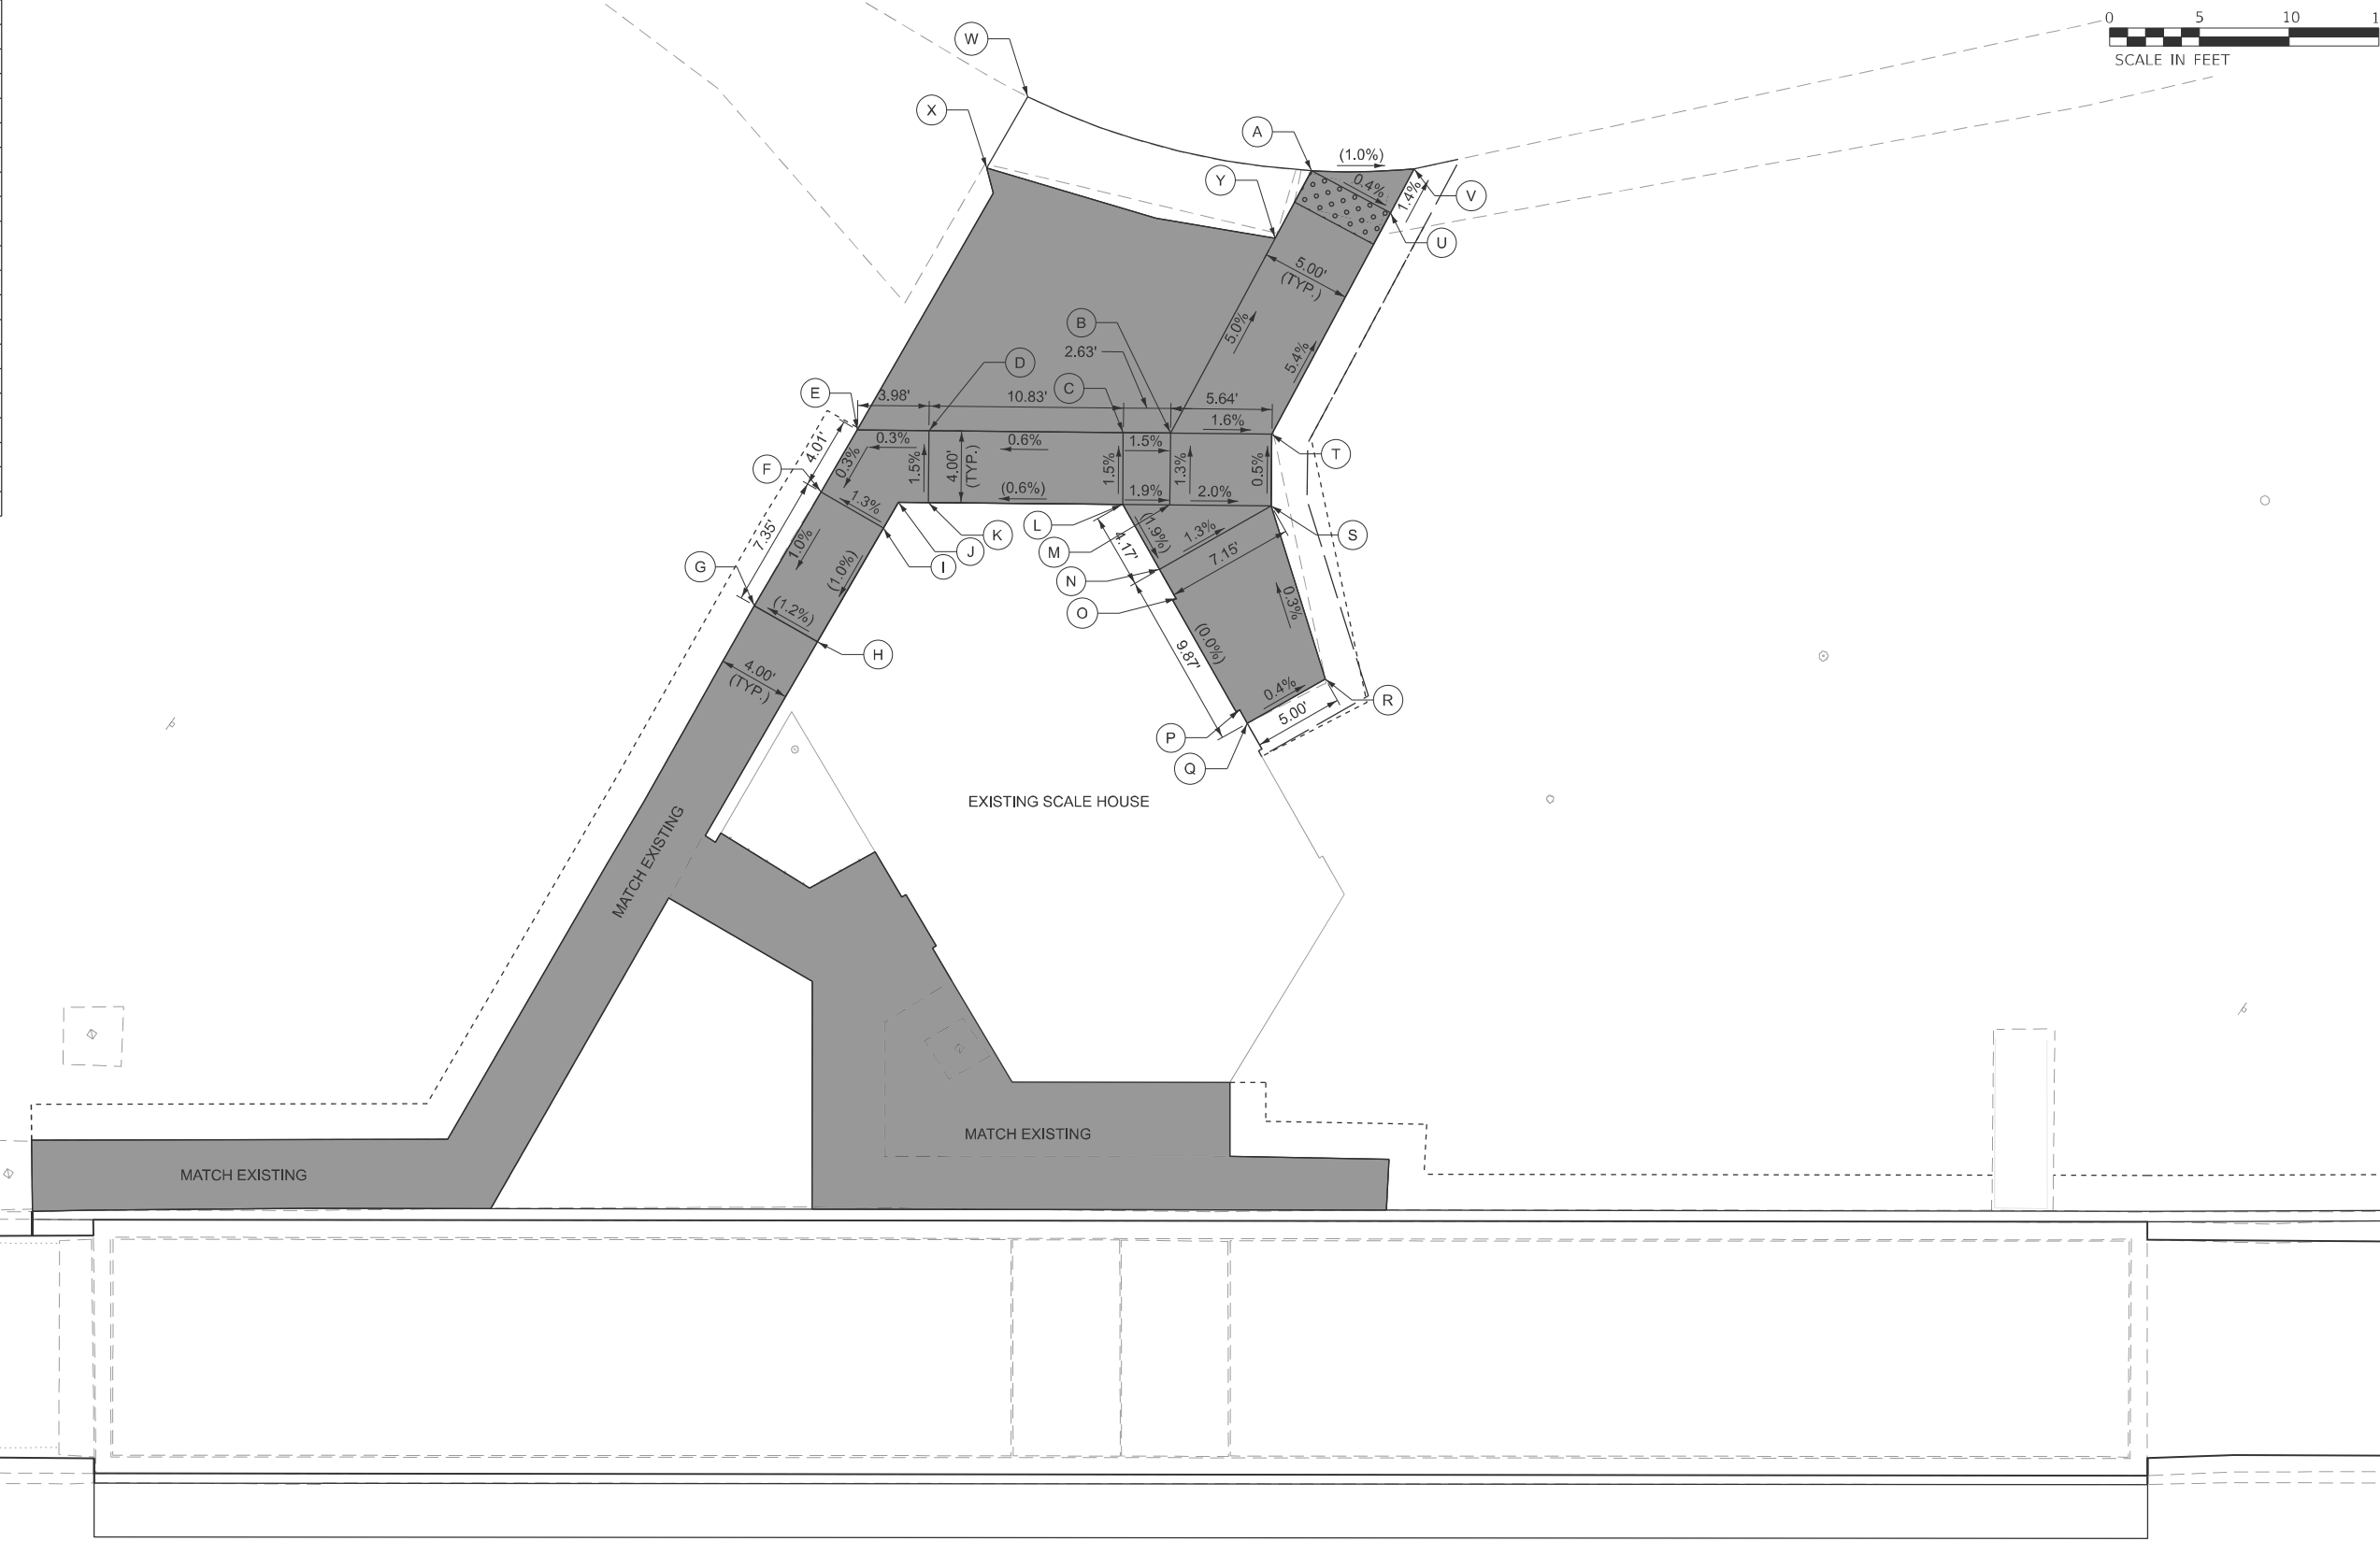 0 5 10 1
SCALE IN FEET
W
X
A
(1.0%)
Y
0.4%
1.4%
V
U
5.00'
(TYP.)
B
5.0%
2.63'
5.4%
D
E
C
3.98'
10.83'
5.64'
1.6%
4.01'
0.3%
0.6%
1.5%
T
F
0.3%
1.5%
4.00'
(TYP.)
1.5%
1.3%
0.5%
(0.6%)
1.9%
2.0%
1.3%
7.35'
1.0%
(1.0%)
K
J
I
L
M
(1.9%)
1.3%
S
4.17'
7.15'
G
N
(1.2%)
O
0.3%
(0.0%)
H
9.87'
4.00'
(TYP.)
0.4%
R
5.00'
P
Q
EXISTING SCALE HOUSE
MATCH EXISTING
MATCH EXISTING
MATCH EXISTING